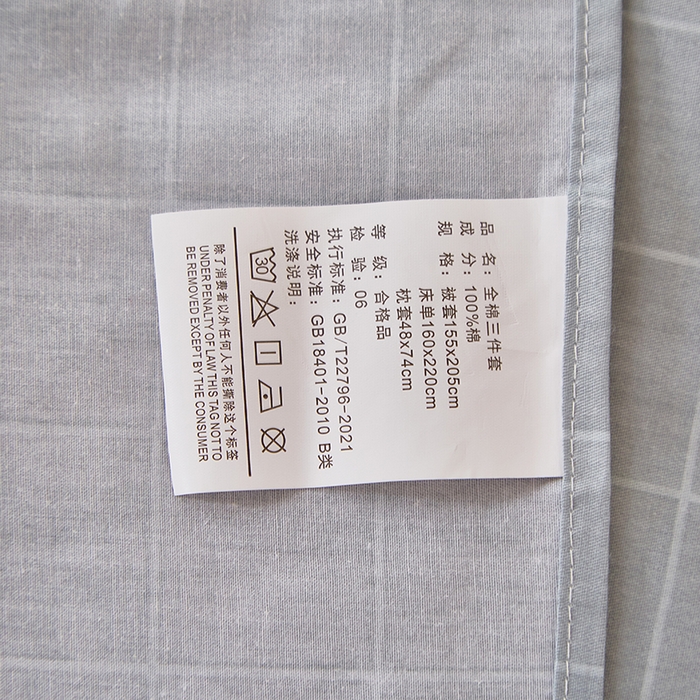 品 名：全棉三件套
成 分：100%棉
规 格：被套155x205cm
床单160x220cm
枕套48x74cm
等 级：合格品
检 验：06
执行标准：GB/T22796-2021
安全标准：GB18401-2010 B类
洗涤说明：
30
除了消费者以外任何人不能撕除这个标签
UNDER PENALTY OF LAW THIS TAG NOT TO
BE REMOVED EXCEPT BY THE CONSUMER